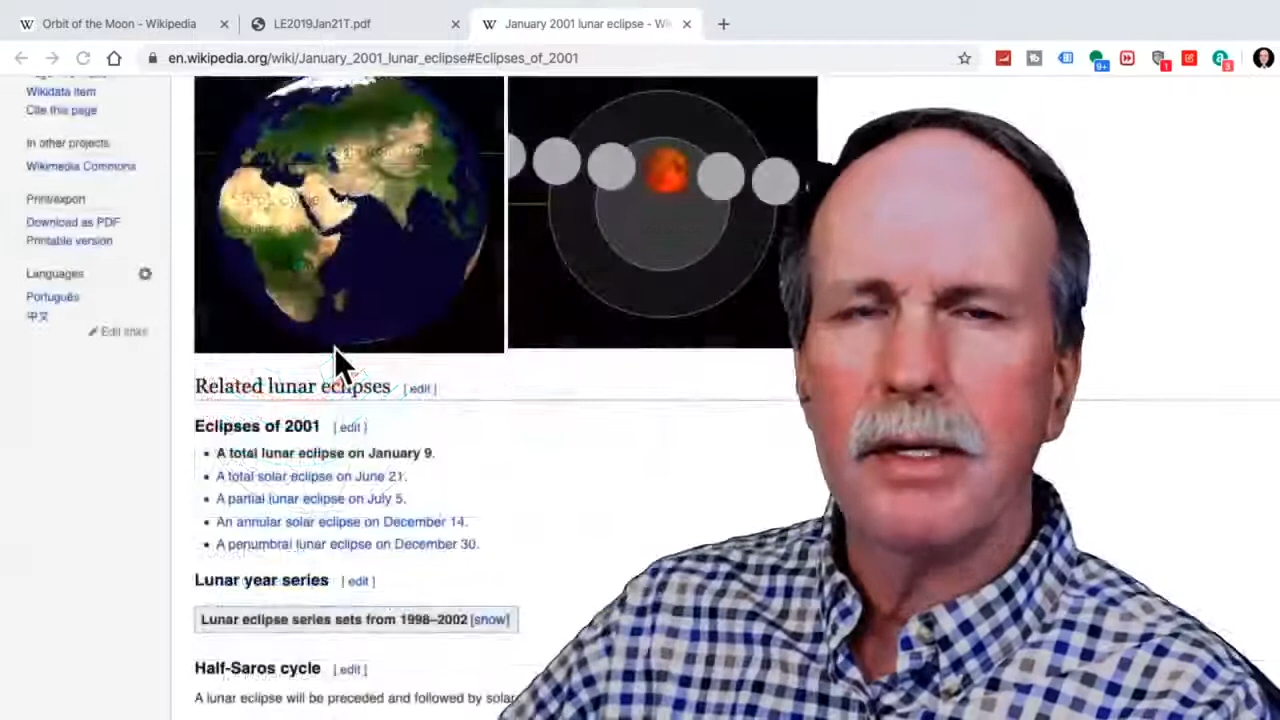 Orbit of the Moon - Wikipedia
LE2019Jan21T.pdf
January 2001 lunar eclipse - Wi
en.wikipedia.org/wiki/January_2001_lunar_eclipse#Eclipses_of_2001
9+
1
3
Wikidata item
Cite this page
In other projects
Wikimedia Commons
Print/export
Download as PDF
Printable version
Languages
Português
中文
Edit links
Related lunar eclipses [ edit ]
Eclipses of 2001 [ edit ]
A total lunar eclipse on January 9.
A total solar eclipse on June 21.
A partial lunar eclipse on July 5.
An annular solar eclipse on December 14.
A penumbral lunar eclipse on December 30.
Lunar year series [ edit ]
Lunar eclipse series sets from 1998–2002 [show]
Half-Saros cycle [ edit ]
A lunar eclipse will be preceded and followed by solar